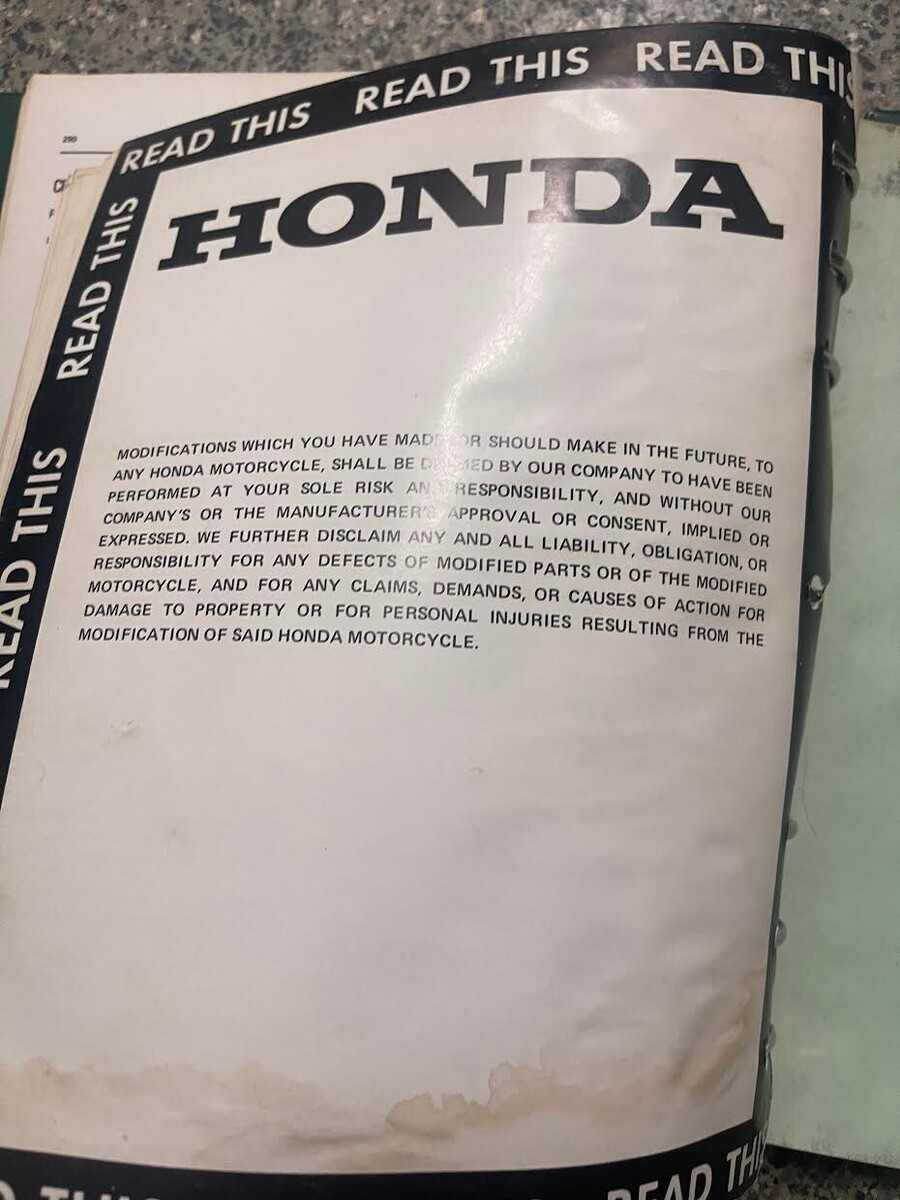 READ THIS READ THIS READ THIS
READ THIS
READ THIS
290
HONDA
MODIFICATIONS WHICH YOU HAVE MADE OR SHOULD MAKE IN THE FUTURE, TO
ANY HONDA MOTORCYCLE, SHALL BE DEEMED BY OUR COMPANY TO HAVE BEEN
PERFORMED AT YOUR SOLE RISK AND RESPONSIBILITY, AND WITHOUT OUR
COMPANY'S OR THE MANUFACTURER'S APPROVAL OR CONSENT, IMPLIED OR
EXPRESSED. WE FURTHER DISCLAIM ANY AND ALL LIABILITY, OBLIGATION, OR
RESPONSIBILITY FOR ANY DEFECTS OF MODIFIED PARTS OR OF THE MODIFIED
MOTORCYCLE, AND FOR ANY CLAIMS, DEMANDS, OR CAUSES OF ACTION FOR
DAMAGE TO PROPERTY OR FOR PERSONAL INJURIES RESULTING FROM THE
MODIFICATION OF SAID HONDA MOTORCYCLE.
READ THIS
READ THIS